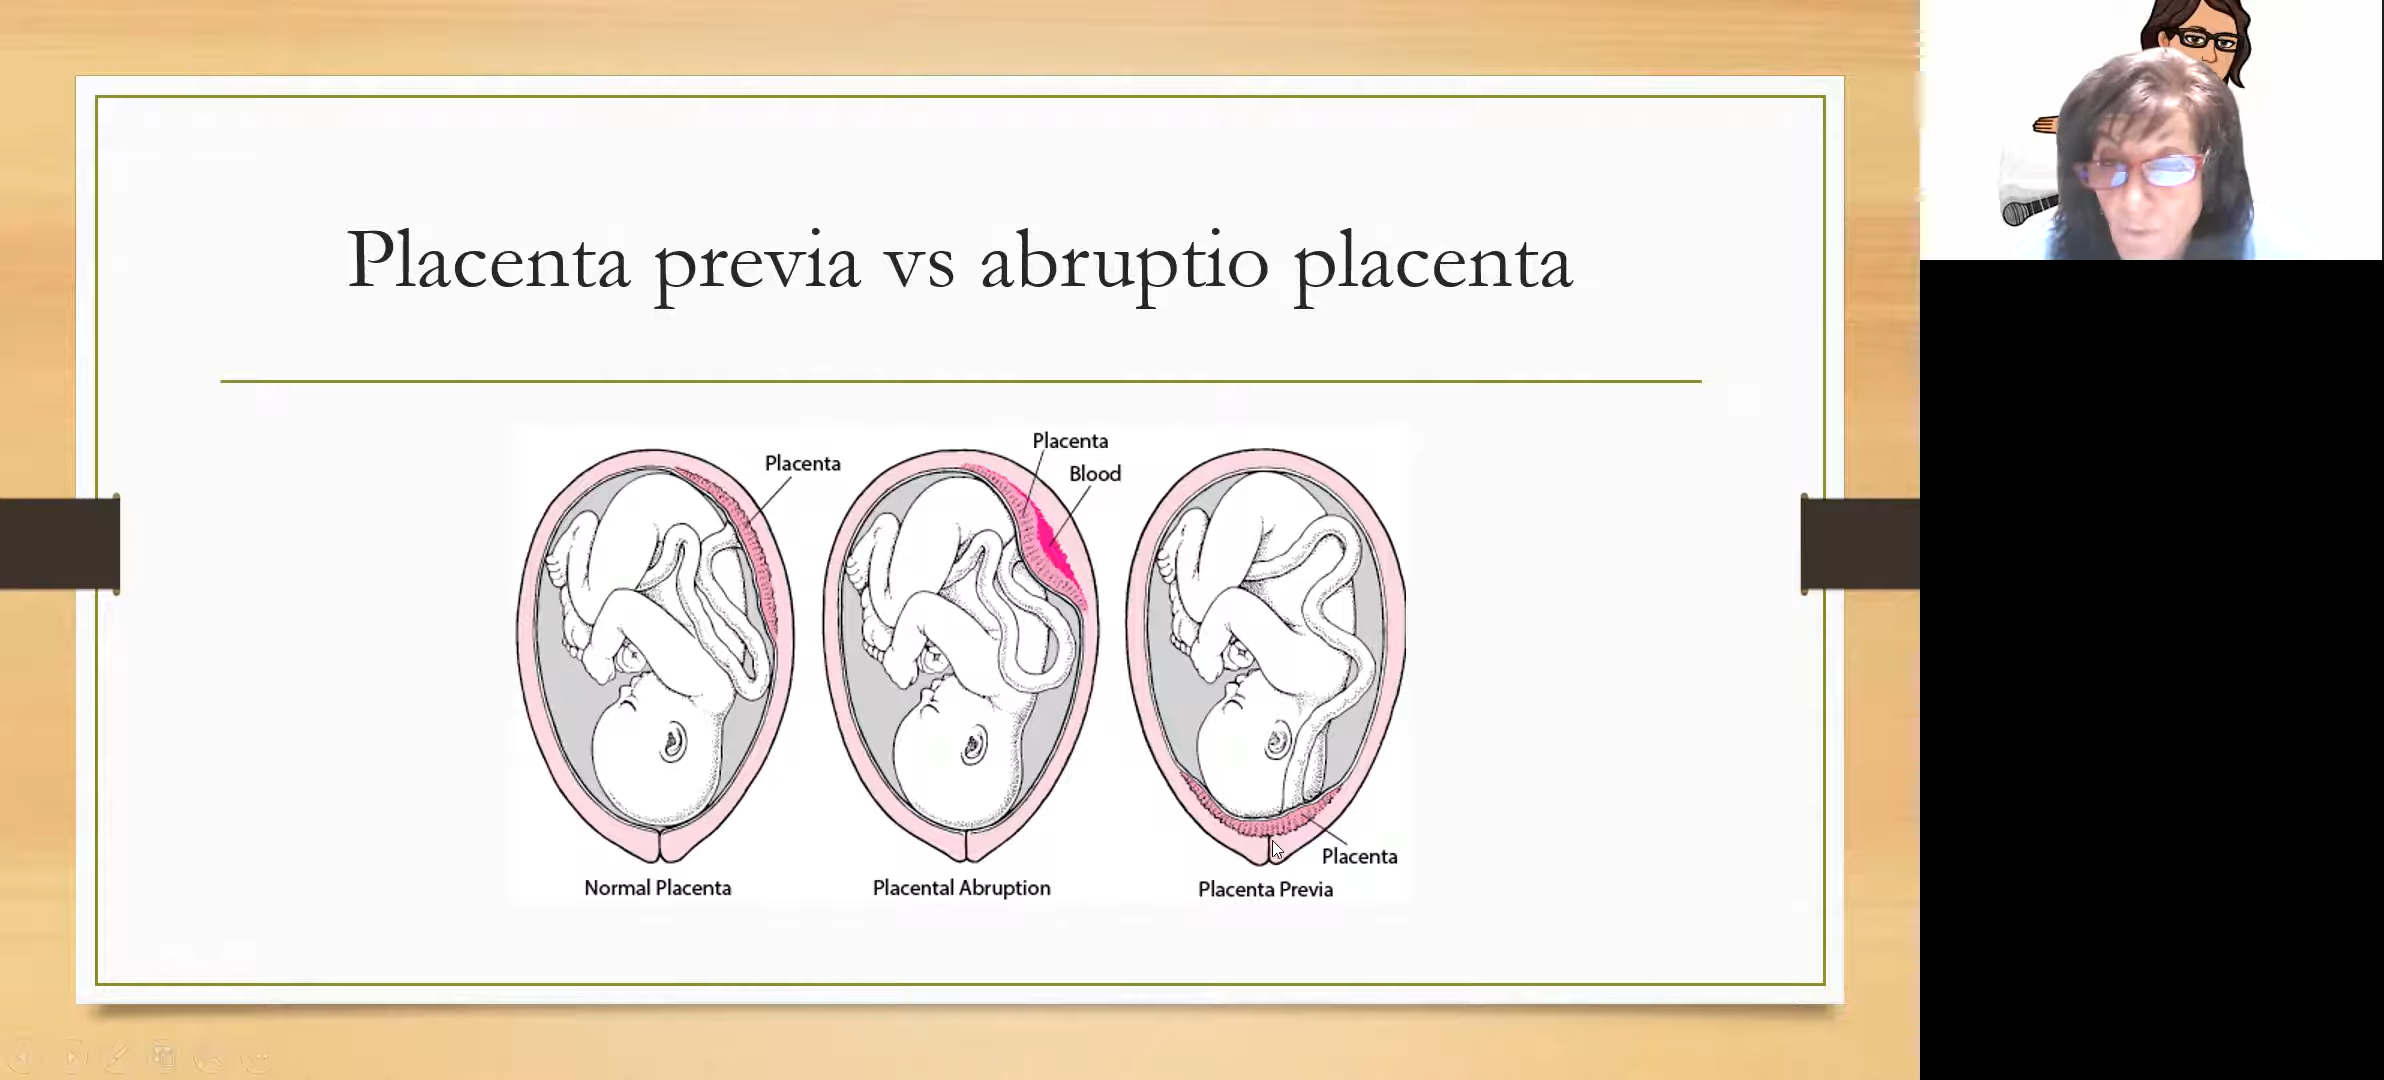 Placenta previa vs abruptio placenta
Placenta
Placenta
Blood
Placenta
Normal Placenta
Placental Abruption
Placenta Previa